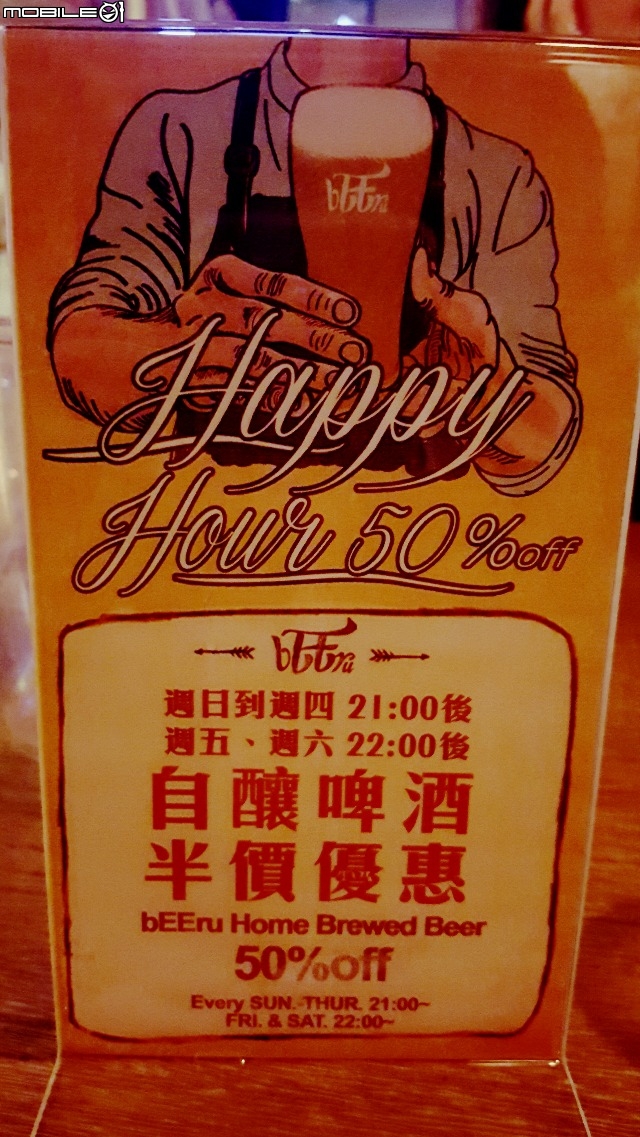 MOBILE01
bEEru
Happy
Hour 50%off
bEEru
週日到週四 21:00後
週五、週六 22:00後
自釀啤酒
半價優惠
bEEru Home Brewed Beer
50%off
Every SUN.-THUR. 21:00~
FRI. & SAT. 22:00~